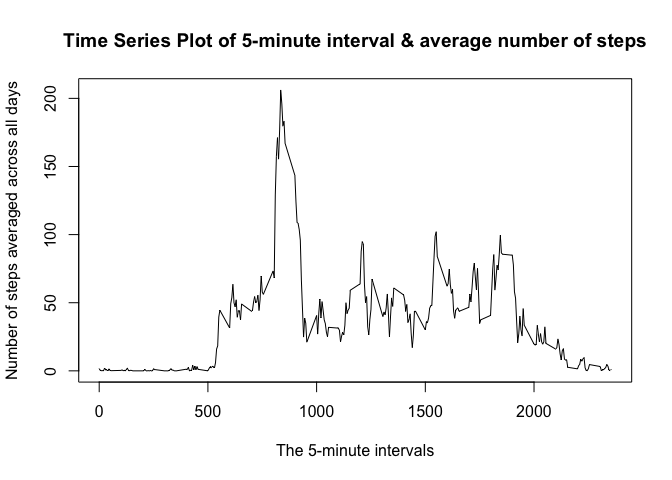 Time Series Plot of 5-minute interval & average number of steps
Number of steps averaged across all days
200
150
100
50
0
0 500 1000 1500 2000
The 5-minute intervals